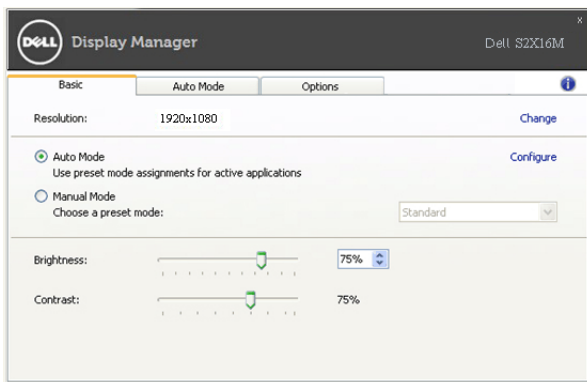 DELL Display Manager
x
Dell S2X16M
Basic Auto Mode Options
Resolution: 1920x1080 Change
Auto Mode Configure
Use preset mode assignments for active applications
Manual Mode
Choose a preset mode: Standard
Brightness: 75%
Contrast: 75%